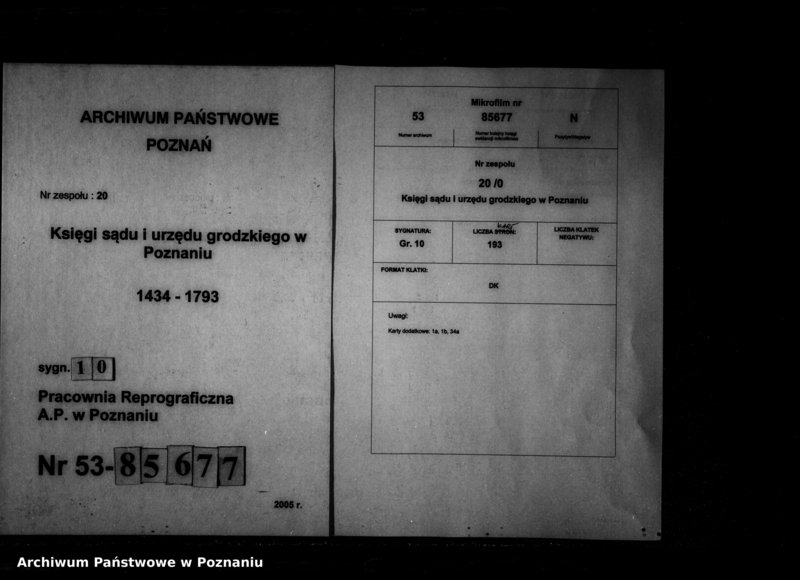 ARCHIWUM PAŃSTWOWE
POZNAŃ
Nr zespołu : 20
Księgi sądu i urzędu grodzkiego w
Poznaniu
1434 - 1793
sygn. 10
Pracownia Reprograficzna
A.P. w Poznaniu
Nr 53-85677
2005 r.
Mikrofilm nr
53
85677
N
Numer archiwum
Numer kolejny księgi
ewidencji mikrofilmów
Pozytyw/Negatyw
Nr zespołu
20 /0
Księgi sądu i urzędu grodzkiego w Poznaniu
SYGNATURA:
Gr. 10
kart
LICZBA STRON:
193
LICZBA KLATEK
NEGATYWU:
FORMAT KLATKI:
DK
Uwagi:
Karty dodatkowe: 1a, 1b, 34a
Archiwum Państwowe w Poznaniu